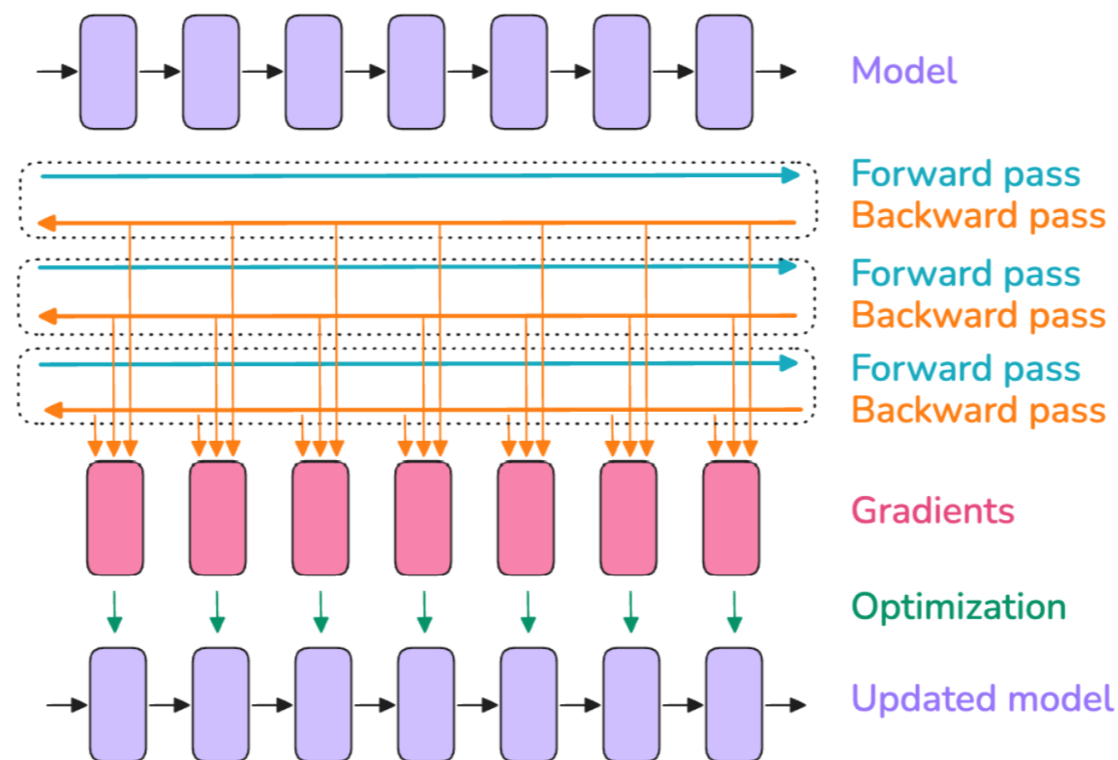 Model
Forward pass
Backward pass
Forward pass
Backward pass
Forward pass
Backward pass
Gradients
Optimization
Updated model